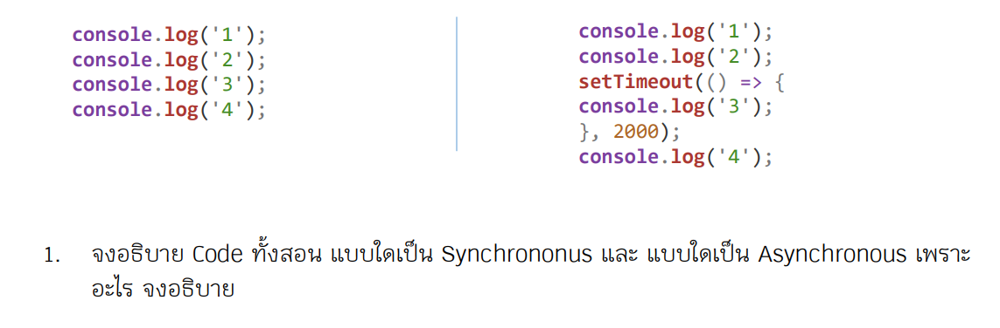 console.log('1');
console.log('2');
console.log('3');
console.log('4');
console.log('1');
console.log('2');
setTimeout(() => {
console.log('3');
}, 2000);
console.log('4');
1. จงอธิบาย Code ทั้งสอน แบบใดเป็น Synchrononus และ แบบใดเป็น Asynchronous เพราะ
อะไร จงอธิบาย